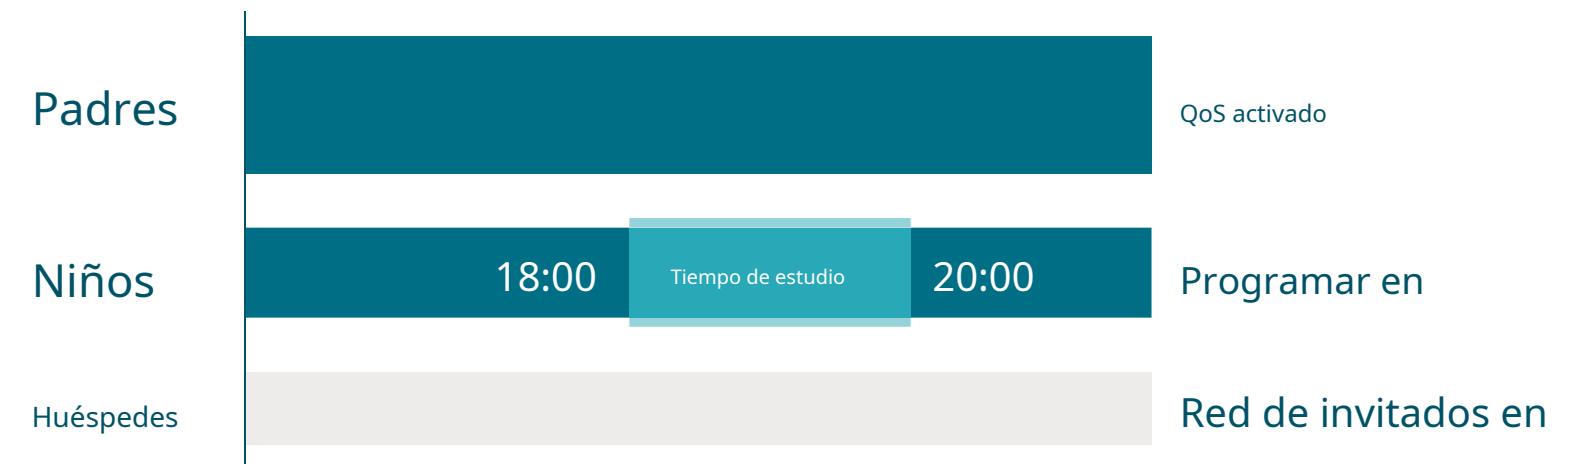 Padres
QoS activado
Niños
18:00
Tiempo de estudio
20:00
Programar en
Huéspedes
Red de invitados en